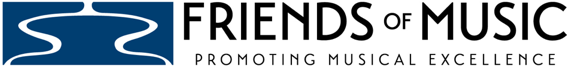 FRIENDS OF MUSIC
PROMOTING MUSICAL EXCELLENCE